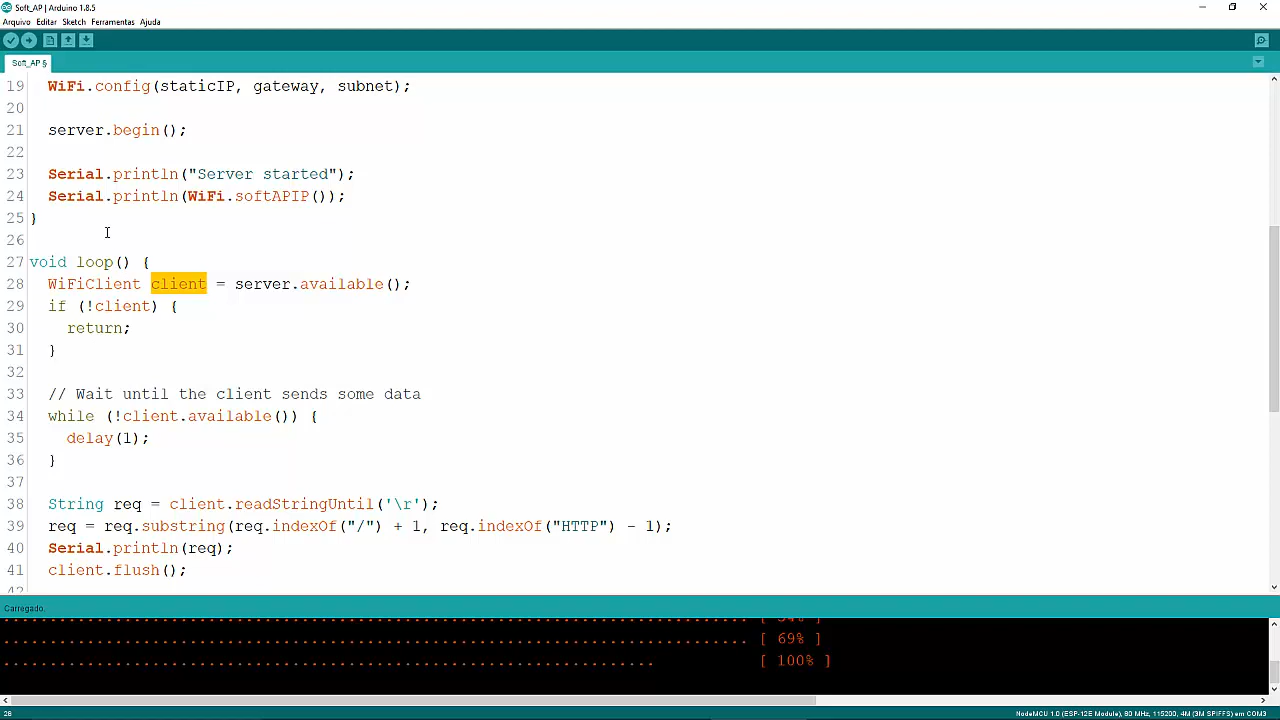 Soft_AP | Arduino 1.8.5
Arquivo Editar Sketch Ferramentas Ajuda
Soft_AP §
19 WiFi.config(staticIP, gateway, subnet);
20
21 server.begin();
22
23 Serial.println("Server started");
24 Serial.println(WiFi.softAPIP());
25 }
26
27 void loop() {
28 WiFiClient client = server.available();
29 if (!client) {
30 return;
31 }
32
33 // Wait until the client sends some data
34 while (!client.available()) {
35 delay(1);
36 }
37
38 String req = client.readStringUntil('\r');
39 req = req.substring(req.indexOf("/") + 1, req.indexOf("HTTP") - 1);
40 Serial.println(req);
41 client.flush();
42
Carregado.
................................................................................ [ 69% ]
...................................................................... [ 100% ]
28 NodeMCU 1.0 (ESP-12E Module), 80 MHz, 115200, 4M (3M SPIFFS) em COM3